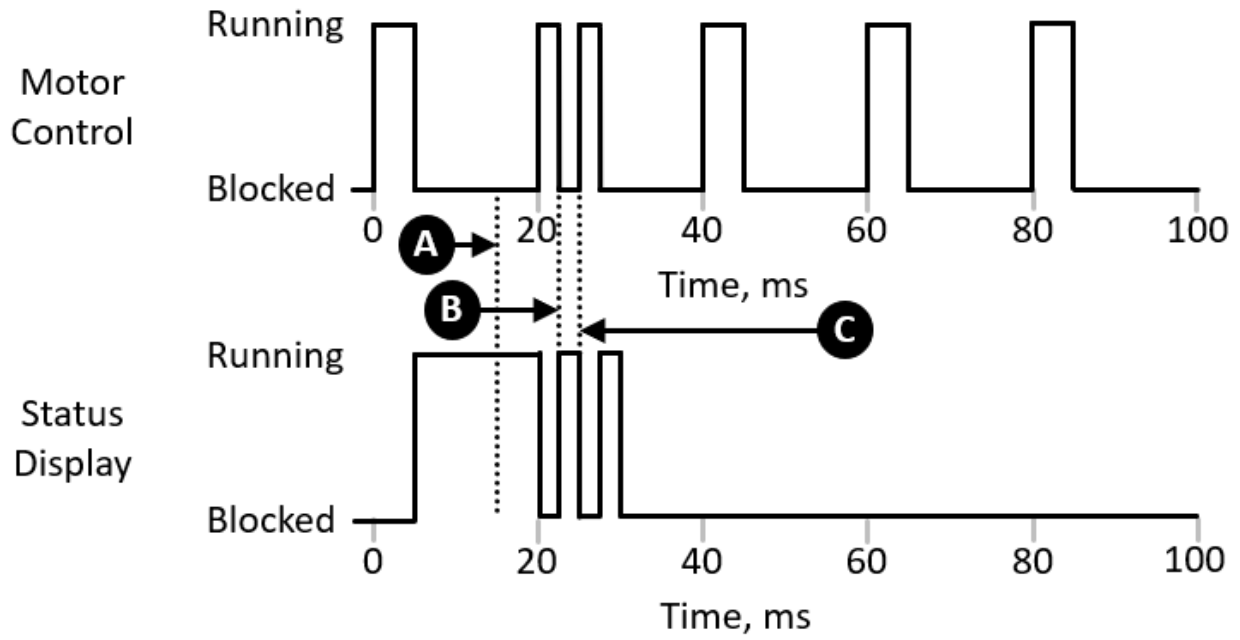 Running
Motor
Control
Blocked
0 20 40 60 80 100
A
Time, ms
B
C
Running
Status
Display
Blocked
0 20 40 60 80 100
Time, ms